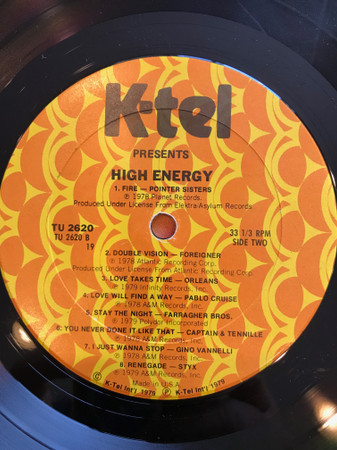 K-tel
PRESENTS
HIGH ENERGY
1. FIRE — POINTER SISTERS
℗ 1978 Planet Records.
Produced Under License From Elektra/Asylum Records
TU 2620
TU 2620 B
19
33 1/3 RPM
SIDE TWO
2. DOUBLE VISION — FOREIGNER
℗ 1978 Atlantic Recording Corp.
Produced Under License From Atlantic Recording Corp
3. LOVE TAKES TIME — ORLEANS
℗ 1979 Infinity Records, Inc.
4. LOVE WILL FIND A WAY — PABLO CRUISE
℗ 1978 A&M Records, Inc.
5. STAY THE NIGHT — FARRAGHER BROS.
℗ 1979 Polydor Incorporated
6. YOU NEVER DONE IT LIKE THAT — CAPTAIN & TENNILLE
℗ 1978 A&M Records, Inc.
7. I JUST WANNA STOP — GINO VANNELLI
℗ 1978 A&M Records, Inc.
8. RENEGADE — STYX
℗ 1979 A&M Records, Inc.
Made in U.S.A.
© K-Tel Int'l 1979 ℗ K-Tel Int'l 1979